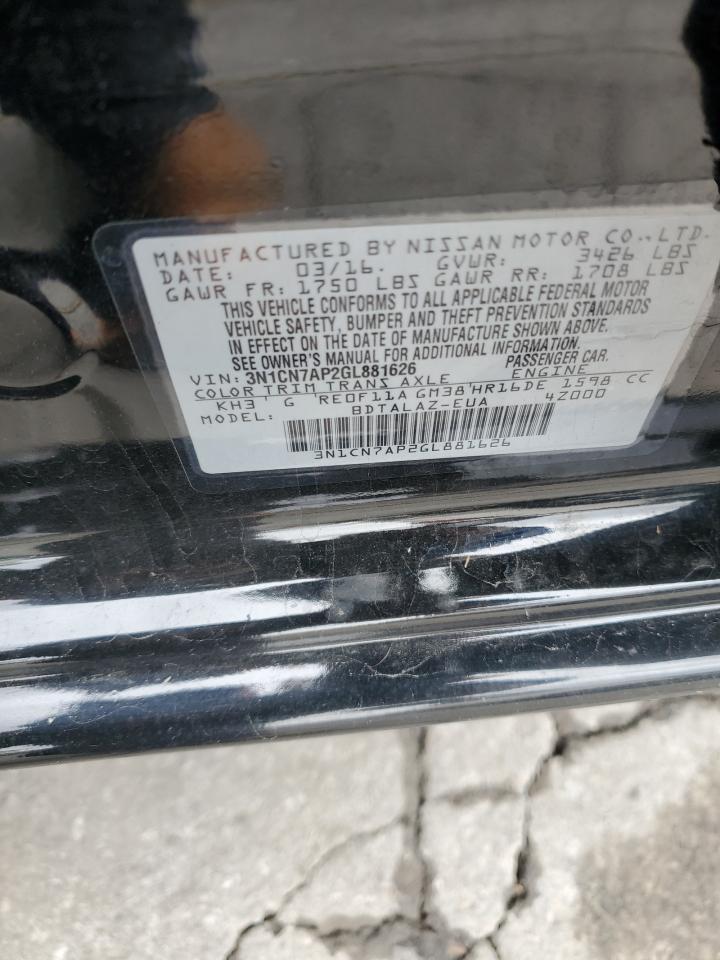 MANUFACTURED BY NISSAN MOTOR CO.,LTD.
DATE: 03/16. GVWR: 3426 LBS
GAWR FR: 1750 LBS GAWR RR: 1708 LBS
THIS VEHICLE CONFORMS TO ALL APPLICABLE FEDERAL MOTOR
VEHICLE SAFETY, BUMPER AND THEFT PREVENTION STANDARDS
IN EFFECT ON THE DATE OF MANUFACTURE SHOWN ABOVE.
SEE OWNER'S MANUAL FOR ADDITIONAL INFORMATION.
VIN: 3N1CN7AP2GL881626 PASSENGER CAR.
COLOR TRIM TRANS AXLE ENGINE
KH3 G RE0F11A GM38 HR16DE 1598 CC
MODEL: BDTALAZ-EUA 4Z000
3N1CN7AP2GL881626